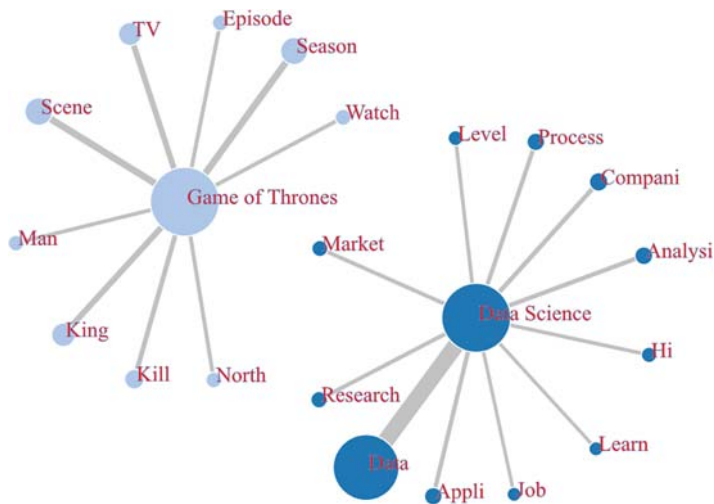 TV
Episode
Season
Scene
Watch
Game of Thrones
Man
King
Kill
North
Level
Process
Compani
Market
Analysi
Data Science
Hi
Research
Learn
Data
Appli
Job